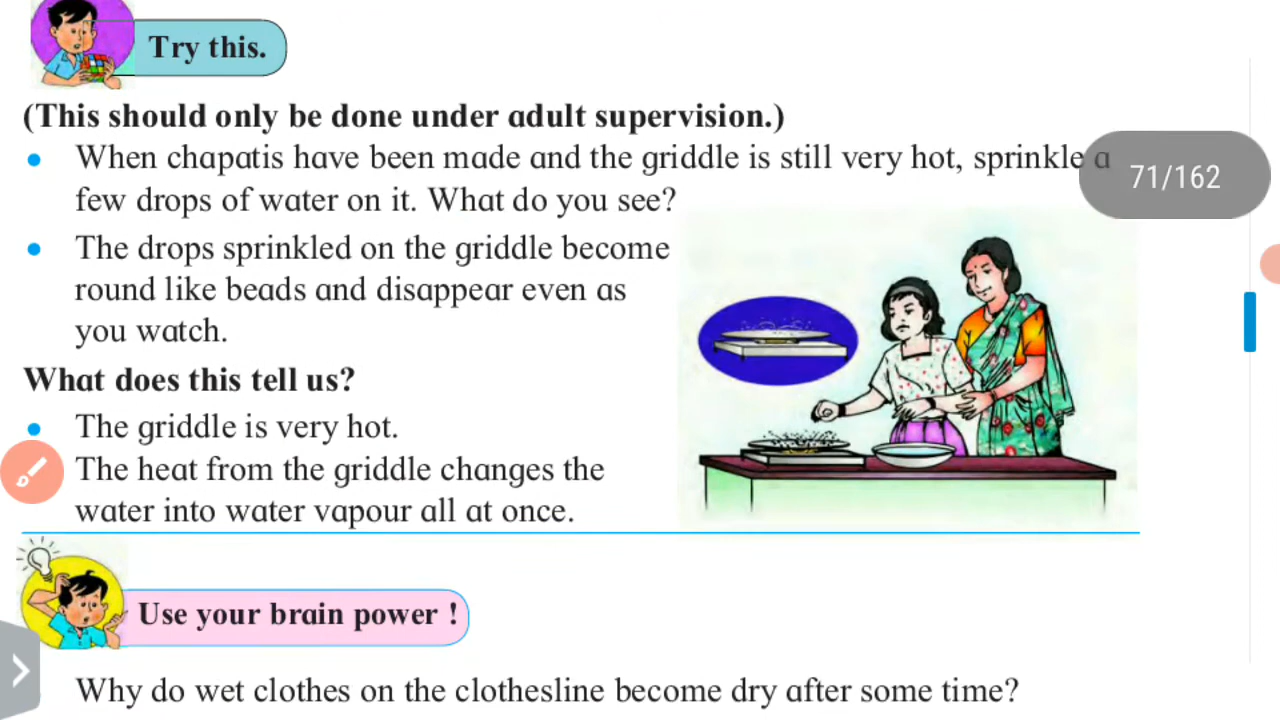 Try this.
(This should only be done under adult supervision.)
When chapatis have been made and the griddle is still very hot, sprinkle a
71/162
few drops of water on it. What do you see?
The drops sprinkled on the griddle become
round like beads and disappear even as
you watch.
What does this tell us?
The griddle is very hot.
The heat from the griddle changes the
water into water vapour all at once.
Use your brain power !
Why do wet clothes on the clothesline become dry after some time?